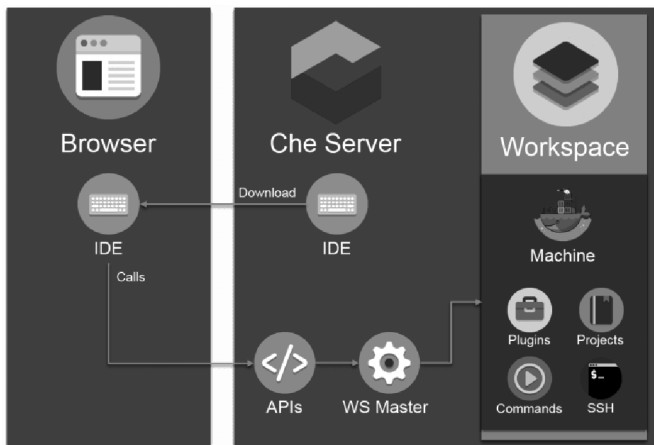 Browser
Che Server
Workspace
Download
IDE
IDE
Calls
Machine
Plugins
Projects
APIs
WS Master
Commands
$_
SSH